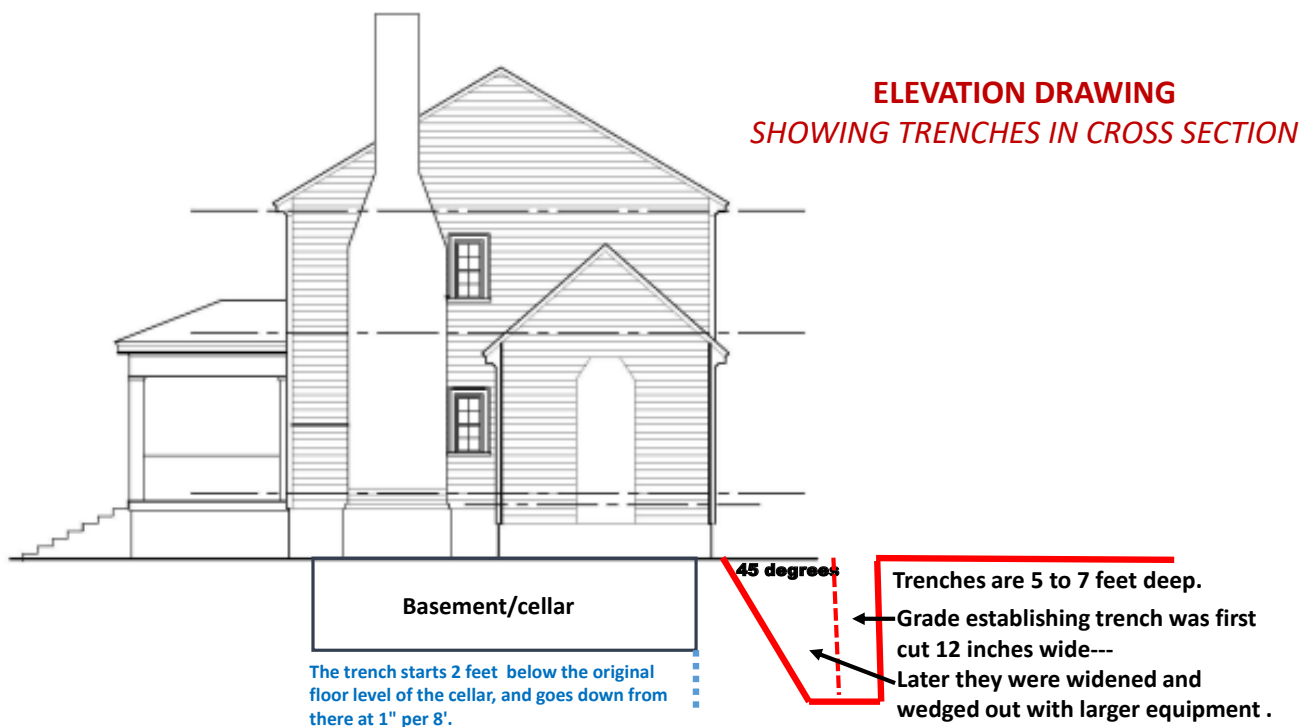 ELEVATION DRAWING
SHOWING TRENCHES IN CROSS SECTION
45 degrees
Trenches are 5 to 7 feet deep.
Grade establishing trench was first
cut 12 inches wide---
Later they were widened and
wedged out with larger equipment .
Basement/cellar
The trench starts 2 feet below the original
floor level of the cellar, and goes down from
there at 1" per 8'.